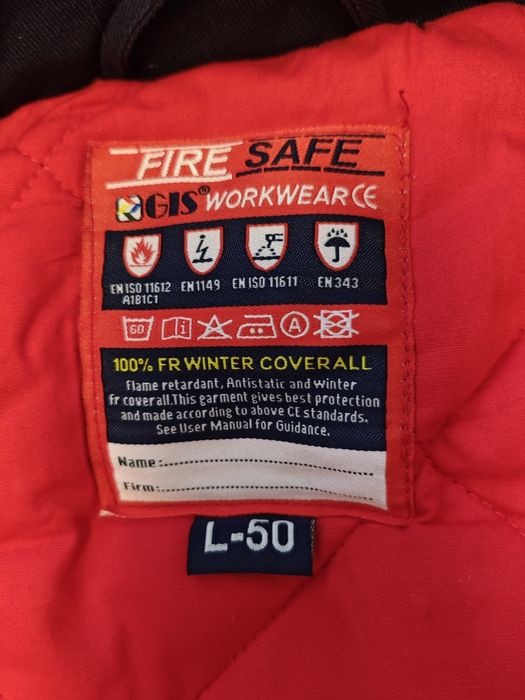 FIRE SAFE
GIS® WORKWEAR CE
EN ISO 11612 EN1149 EN ISO 11611 EN343
A1B1C1
60 i A
100% FR WINTER COVERALL
Flame retardant, Antistatic and winter
fr coverall.This garment gives best protection
and made according to above CE standards.
See User Manual for Guidance.
Name:
Firm:
L-50